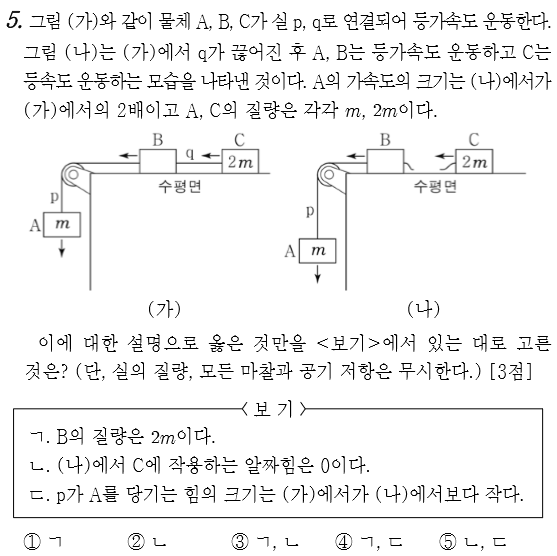 5. 그림 (가)와 같이 물체 A, B, C가 실 p, q로 연결되어 등가속도 운동한다.
그림 (나)는 (가)에서 q가 끊어진 후 A, B는 등가속도 운동하고 C는
등속도 운동하는 모습을 나타낸 것이다. A의 가속도의 크기는 (나)에서가
(가)에서의 2배이고 A, C의 질량은 각각 m, 2m이다.
B q C
2m
수평면
p
A m
(가)
B C
2m
수평면
p
A m
(나)
이에 대한 설명으로 옳은 것만을 <보기>에서 있는 대로 고른
것은? (단, 실의 질량, 모든 마찰과 공기 저항은 무시한다.) [3점]
<보 기>
ㄱ. B의 질량은 2m이다.
ㄴ. (나)에서 C에 작용하는 알짜힘은 0이다.
ㄷ. p가 A를 당기는 힘의 크기는 (가)에서가 (나)에서보다 작다.
① ㄱ ② ㄴ ③ ㄱ, ㄴ ④ ㄱ, ㄷ ⑤ ㄴ, ㄷ